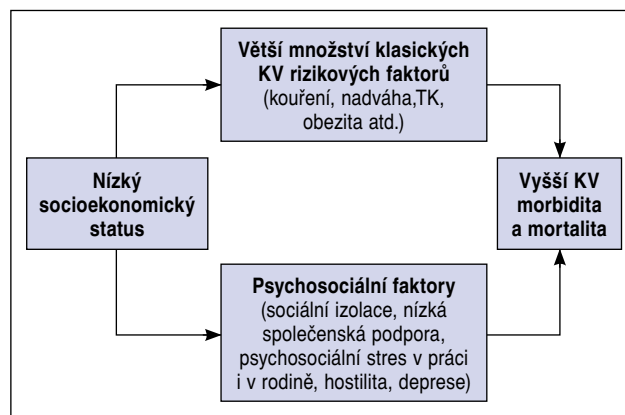 Větší množství klasických
KV rizikových faktorů
(kouření, nadváha,TK,
obezita atd.)
Nízký
socioekonomický
status
Vyšší KV
morbidita
a mortalita
Psychosociální faktory
(sociální izolace, nízká
společenská podpora,
psychosociální stres v práci
i v rodině, hostilita, deprese)